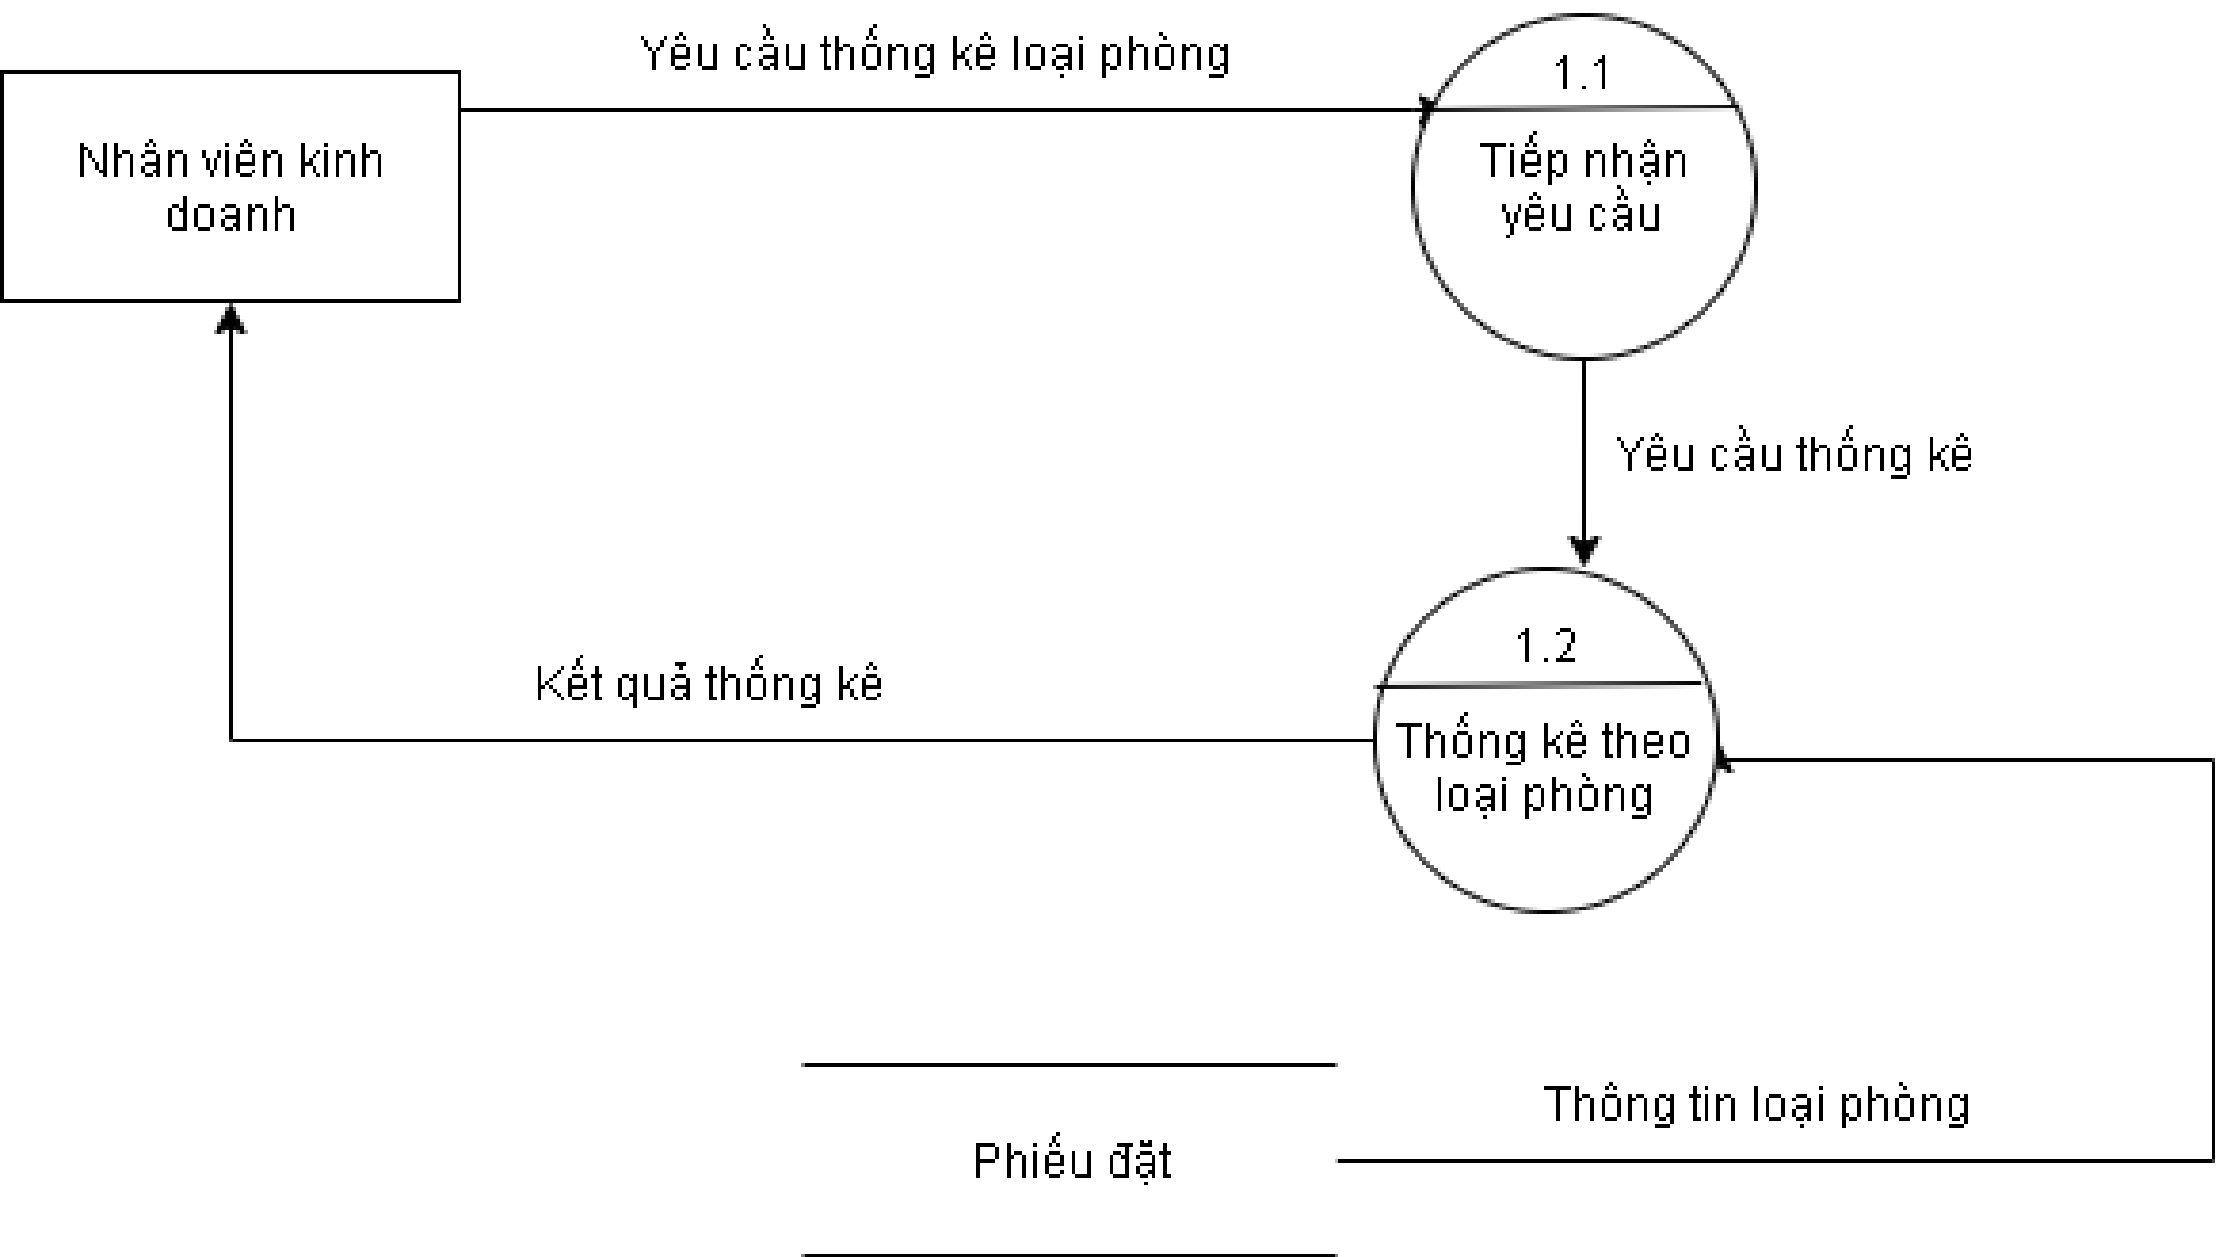 Yêu cầu thống kê loại phòng
1.1
Nhân viên kinh
doanh
Tiếp nhận
yêu cầu
Yêu cầu thống kê
1.2
Kết quả thống kê
Thống kê theo
loại phòng
Thông tin loại phòng
Phiếu đặt